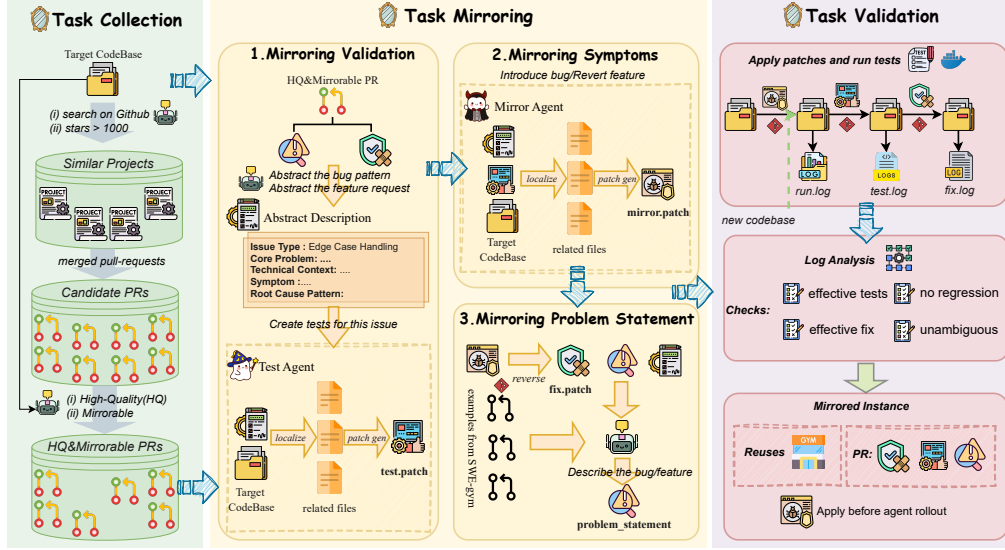 Task Collection
Target CodeBase
(i) search on Github
(ii) stars > 1000
Similar Projects
PROJECT
PROJECT
PROJECT
PROJECT
merged pull-requests
Candidate PRs
(i) High-Quality(HQ)
(ii) Mirrorable
HQ&Mirrorable PRs
Task Mirroring
1.Mirroring Validation
HQ&Mirrorable PR
Abstract the bug pattern
Abstract the feature request
Abstract Description
Issue Type : Edge Case Handling
Core Problem: ....
Technical Context: ....
Symptom :....
Root Cause Pattern:
Create tests for this issue
Test Agent
localize
patch gen
test.patch
Target
CodeBase
related files
2.Mirroring Symptoms
Introduce bug/Revert feature
Mirror Agent
localize
patch gen
mirror.patch
Target
CodeBase
related files
3.Mirroring Problem Statement
reverse
fix.patch
examples from SWE-gym
Describe the bug/feature
problem_statement
Task Validation
Apply patches and run tests
TEST
LOG
LOGS
LOG
run.log
test.log
fix.log
new codebase
Log Analysis
Checks:
effective tests
no regression
effective fix
unambiguous
Mirrored Instance
Reuses
GYM
PR:
Apply before agent rollout